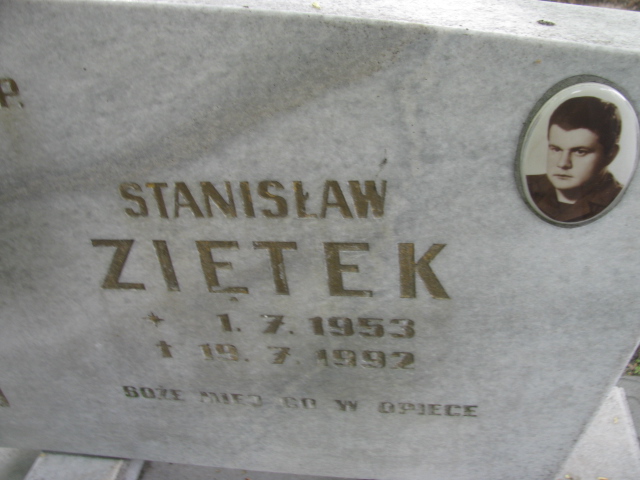 P.
STANISŁAW
ZIĘTEK
* 1.7.1953
† 19.7.1992
BOŻE MIEJ GO W OPIECE